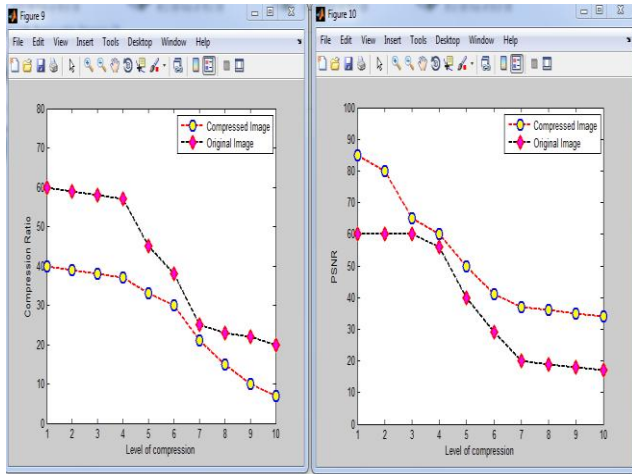 Figure 9
File Edit View Insert Tools Desktop Window Help
80
70
60
50
40
30
20
10
0
Compression Ratio
Compressed Image
Original Image
1 2 3 4 5 6 7 8 9 10
Level of compression
Figure 10
File Edit View Insert Tools Desktop Window Help
100
90
80
70
60
50
40
30
20
10
0
PSNR
Compressed Image
Original Image
1 2 3 4 5 6 7 8 9 10
Level of compression